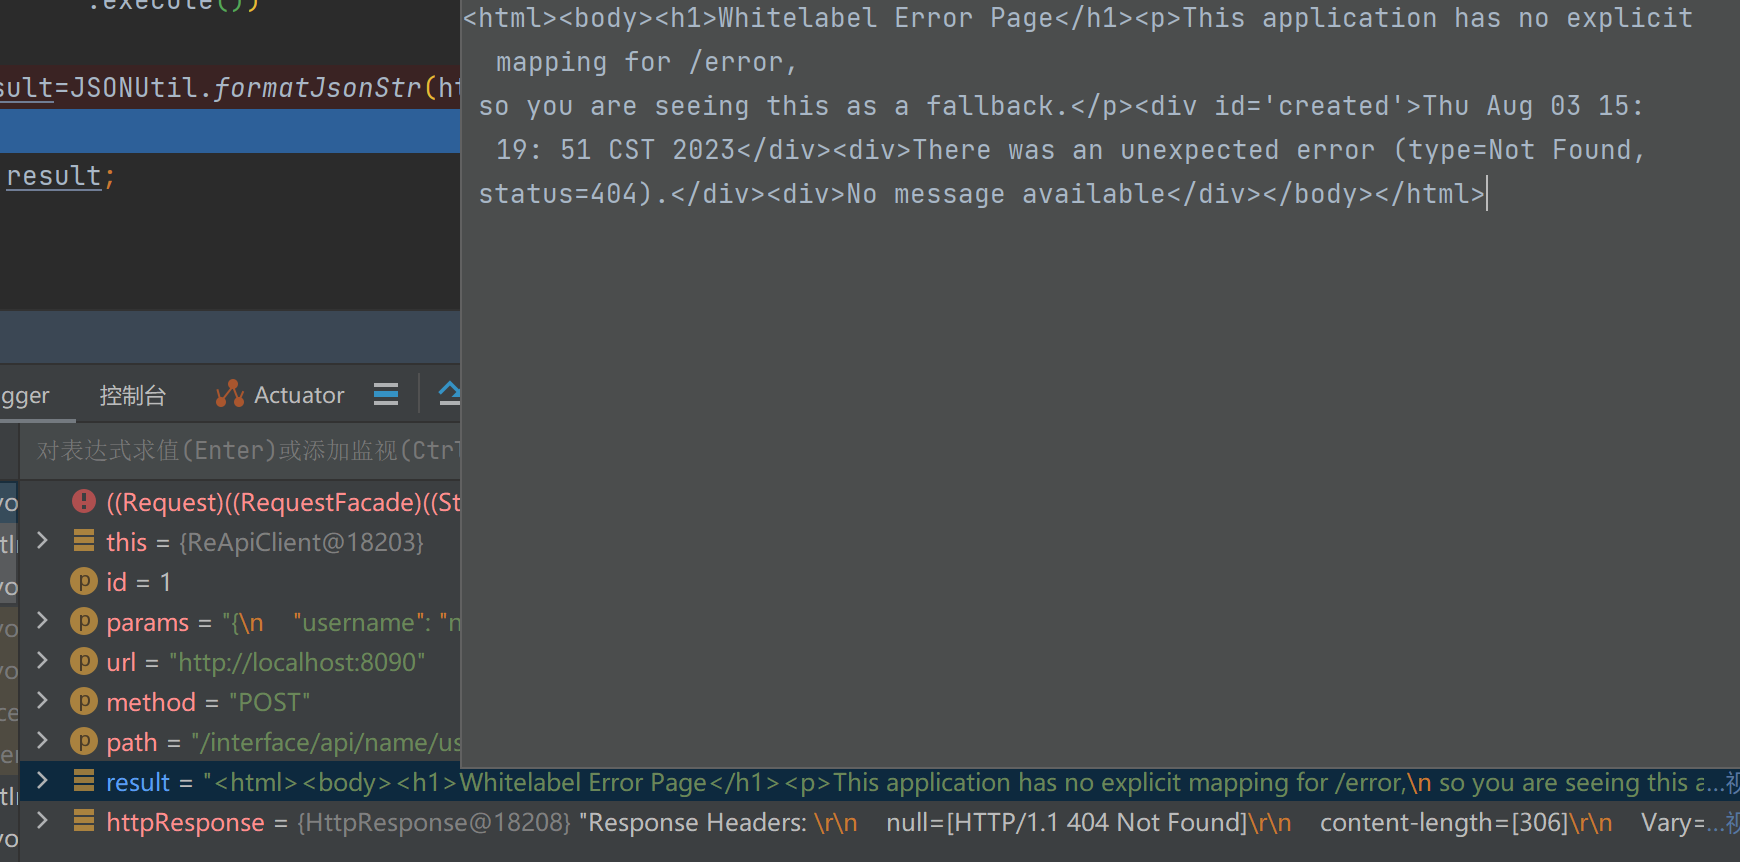 .execute())
<html><body><h1>Whitelabel Error Page</h1><p>This application has no explicit
mapping for /error,
sult=JSONUtil.formatJsonStr(ht
so you are seeing this as a fallback.</p><div id='created'>Thu Aug 03 15:
19: 51 CST 2023</div><div>There was an unexpected error (type=Not Found,
result;
status=404).</div><div>No message available</div></body></html>
gger 控制台 Actuator
对表达式求值(Enter)或添加监视(Ctrl
((Request)((RequestFacade)((St
this = {ReApiClient@18203}
id = 1
params = "{\n "username": "n
url = "http://localhost:8090"
method = "POST"
path = "/interface/api/name/us
result = "<html><body><h1>Whitelabel Error Page</h1><p>This application has no explicit mapping for /error,\n so you are seeing this a...视
httpResponse = {HttpResponse@18208} "Response Headers: \r\n null=[HTTP/1.1 404 Not Found]\r\n content-length=[306]\r\n Vary=...视